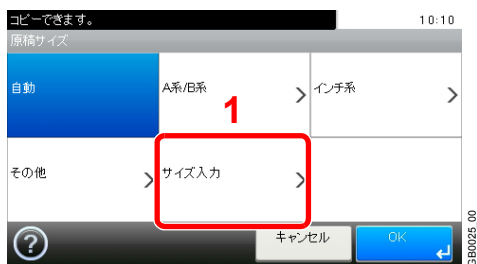 コピーできます。 10:10
原稿サイズ
自動 A系/B系 インチ系
1
その他 サイズ入力
? キャンセル OK
GB0025 00